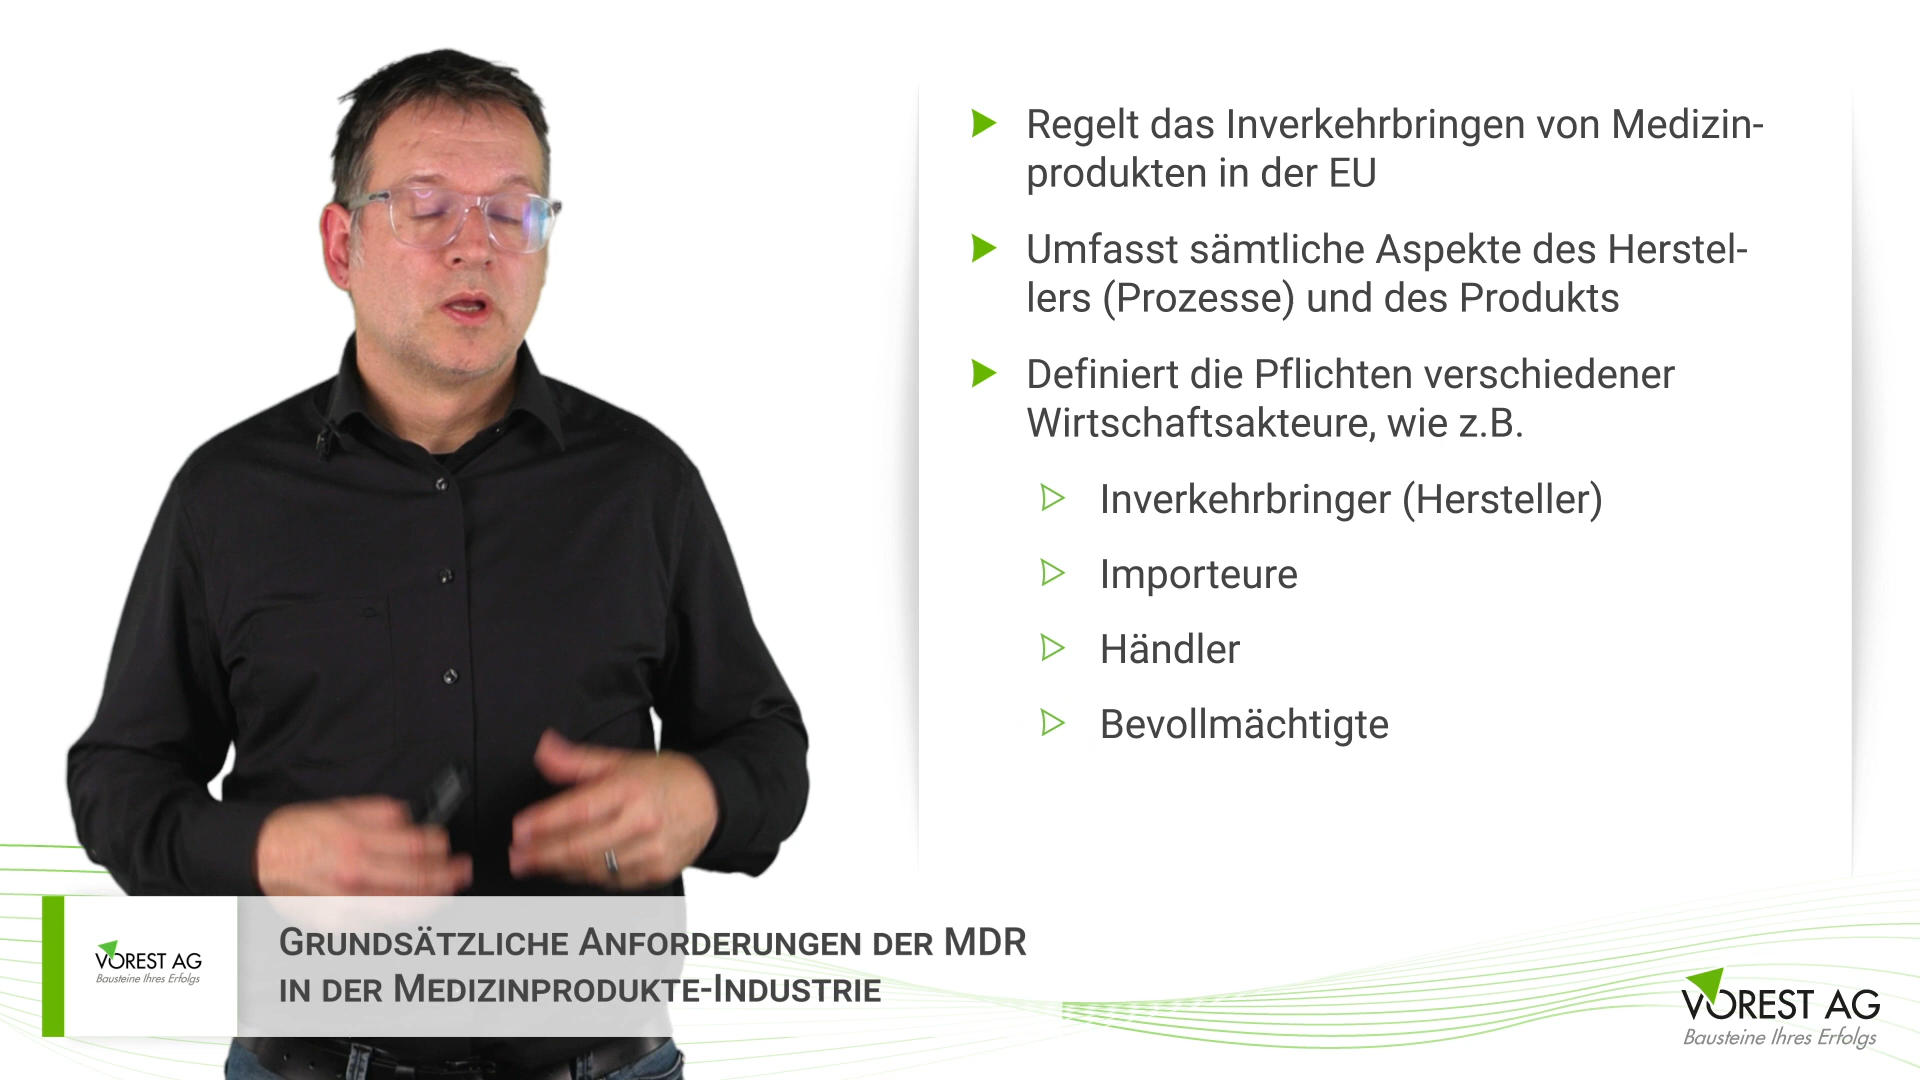 Regelt das Inverkehrbringen von Medizin-
produkten in der EU
Umfasst sämtliche Aspekte des Herstel-
lers (Prozesse) und des Produkts
Definiert die Pflichten verschiedener
Wirtschaftsakteure, wie z.B.
Inverkehrbringer (Hersteller)
Importeure
Händler
Bevollmächtigte
VOREST AG
Bausteine Ihres Erfolgs
Grundsätzliche Anforderungen der MDR
in der Medizinprodukte-Industrie
VOREST AG
Bausteine Ihres Erfolgs